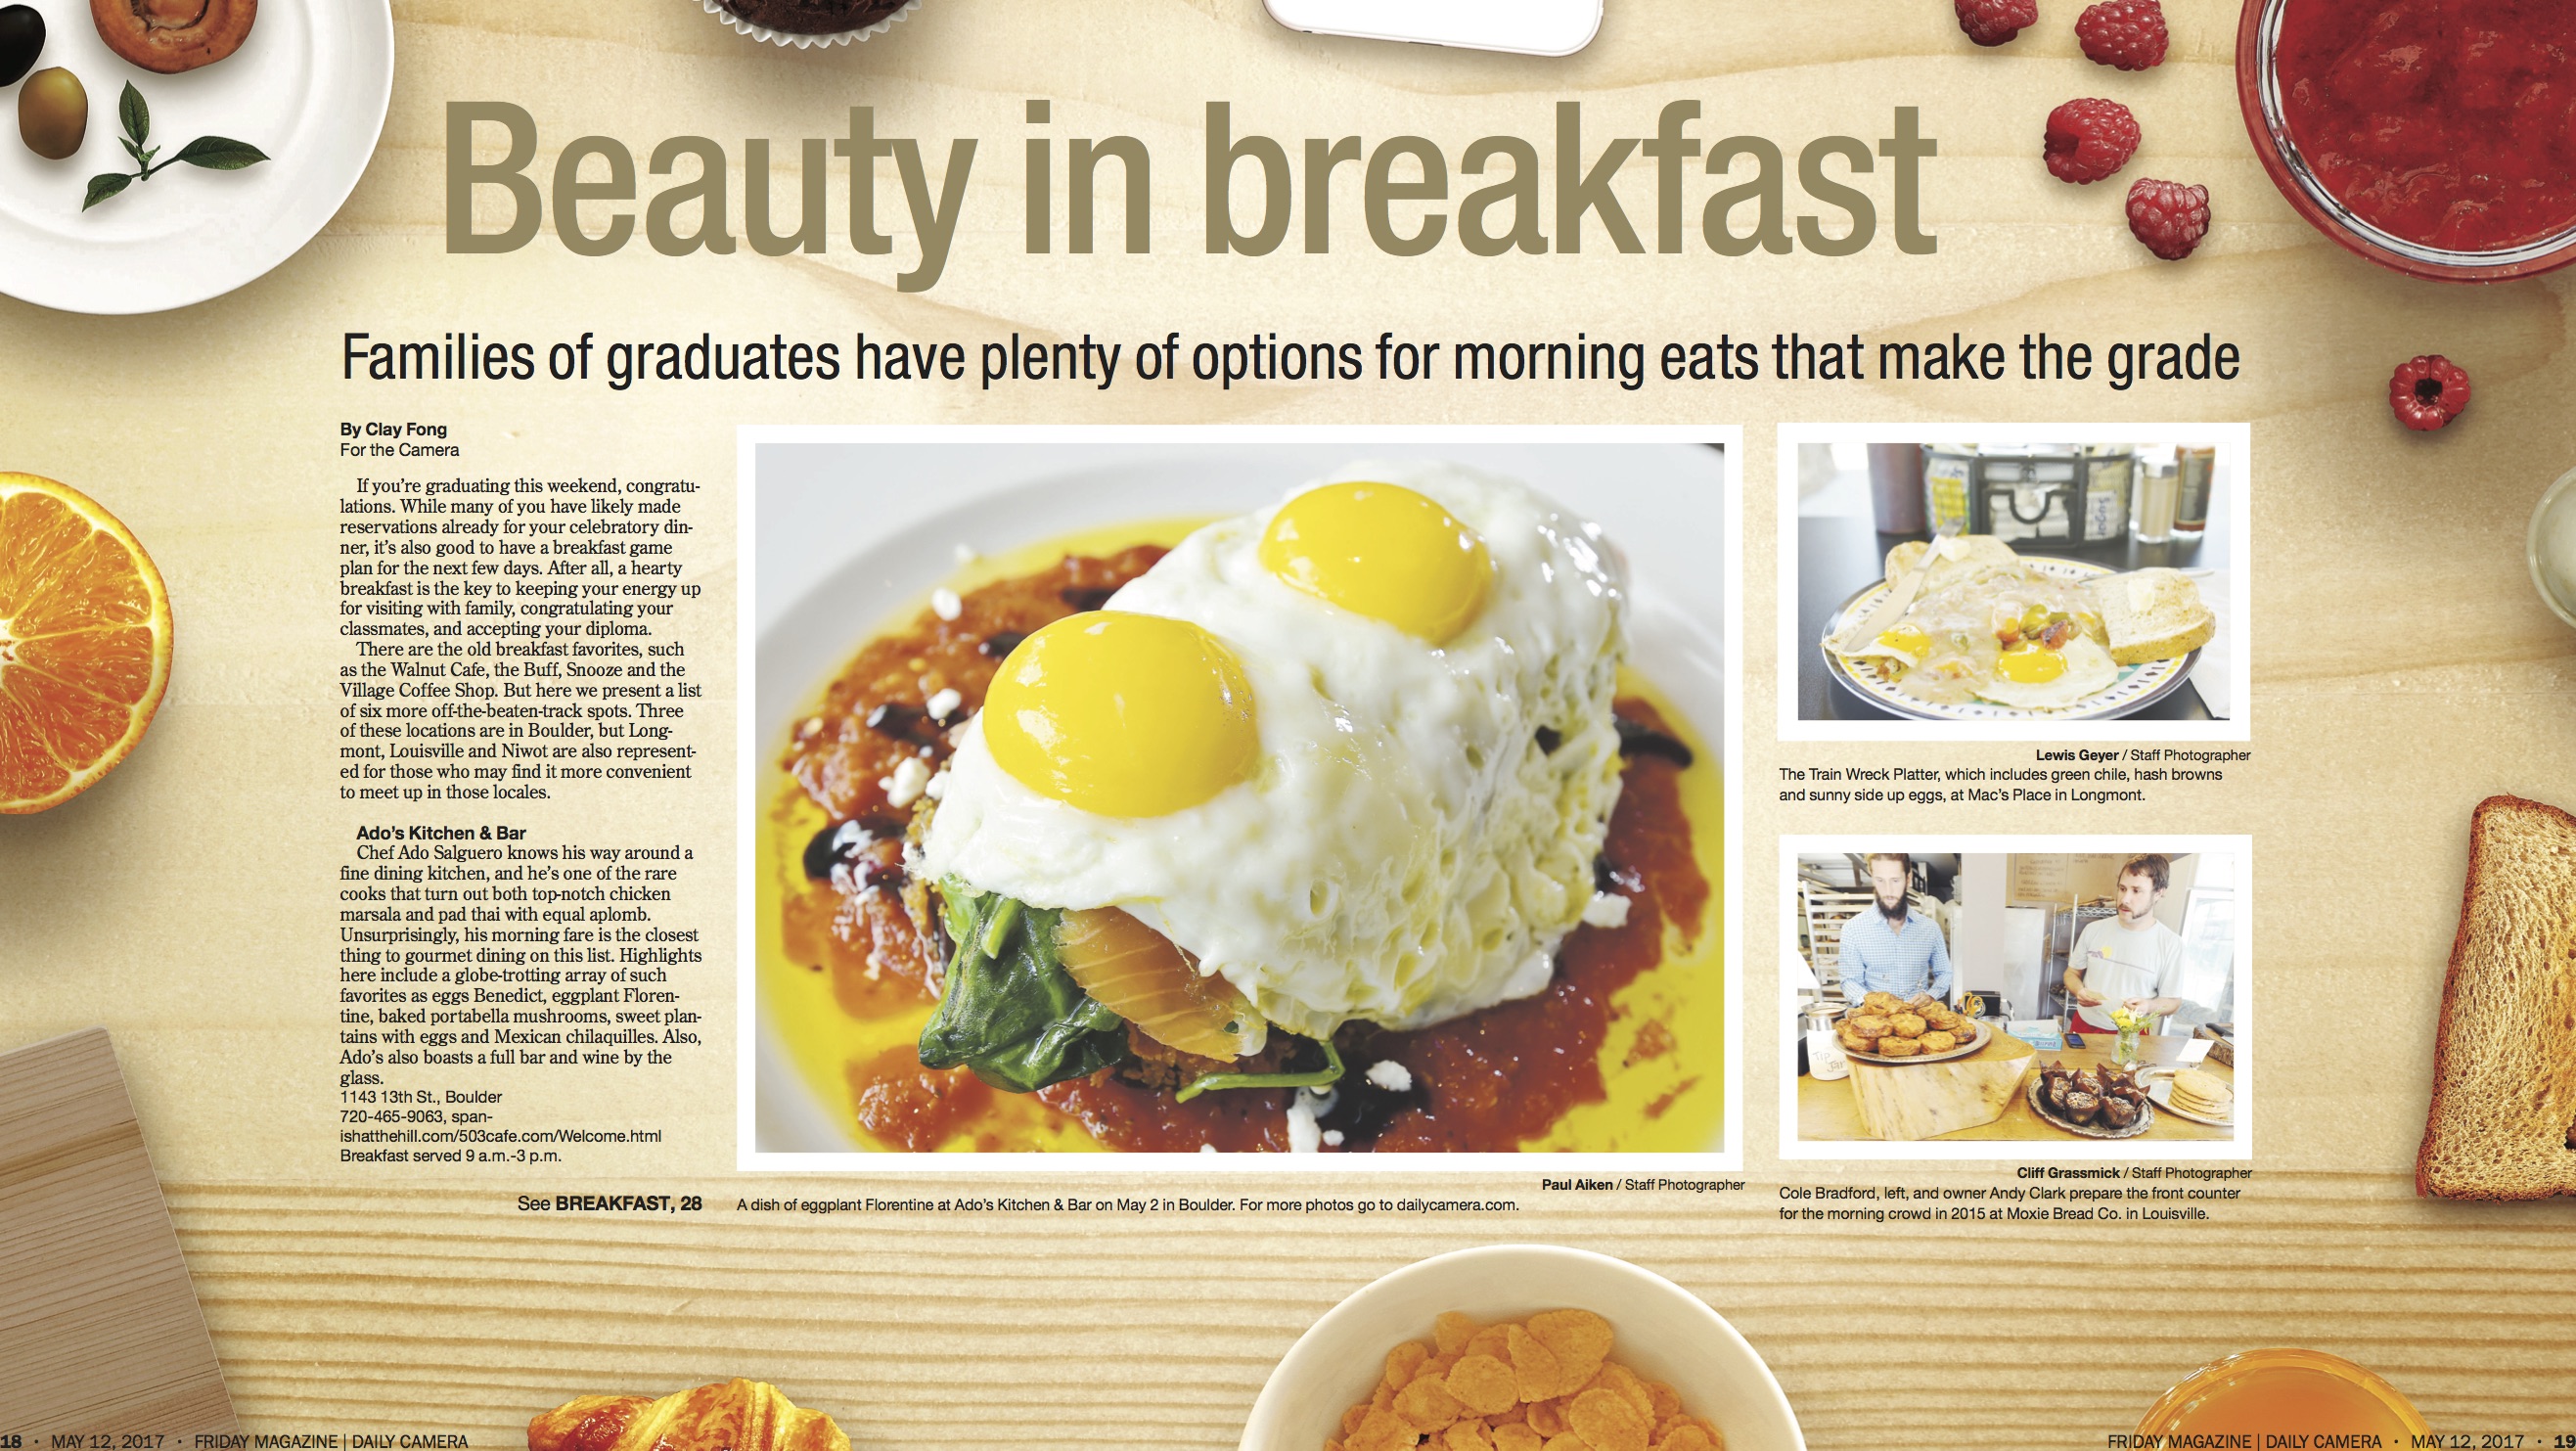 Beauty in breakfast
Families of graduates have plenty of options for morning eats that make the grade
By Clay Fong
For the Camera
If you're graduating this weekend, congratu-
lations. While many of you have likely made
reservations already for your celebratory din-
ner, it's also good to have a breakfast game
plan for the next few days. After all, a hearty
breakfast is the key to keeping your energy up
for visiting with family, congratulating your
classmates, and accepting your diploma.
There are the old breakfast favorites, such
as the Walnut Cafe, the Buff, Snooze and the
Village Coffee Shop. But here we present a list
of six more off-the-beaten-track spots. Three
of these locations are in Boulder, but Long-
mont, Louisville and Niwot are also represent-
ed for those who may find it more convenient
to meet up in those locales.
Ado's Kitchen & Bar
Chef Ado Salguero knows his way around a
fine dining kitchen, and he's one of the rare
cooks that turn out both top-notch chicken
marsala and pad thai with equal aplomb.
Unsurprisingly, his morning fare is the closest
thing to gourmet dining on this list. Highlights
here include a globe-trotting array of such
favorites as eggs Benedict, eggplant Floren-
tine, baked portabella mushrooms, sweet plan-
tains with eggs and Mexican chilaquilles. Also,
Ado's also boasts a full bar and wine by the
glass.
1143 13th St., Boulder
720-465-9063, span-
ishatthehill.com/503cafe.com/Welcome.html
Breakfast served 9 a.m.-3 p.m.
See BREAKFAST, 28
Paul Aiken / Staff Photographer
A dish of eggplant Florentine at Ado's Kitchen & Bar on May 2 in Boulder. For more photos go to dailycamera.com.
Lewis Geyer / Staff Photographer
The Train Wreck Platter, which includes green chile, hash browns
and sunny side up eggs, at Mac's Place in Longmont.
Tip
Jar
Cliff Grassmick / Staff Photographer
Cole Bradford, left, and owner Andy Clark prepare the front counter
for the morning crowd in 2015 at Moxie Bread Co. in Louisville.
18 • MAY 12, 2017 • FRIDAY MAGAZINE | DAILY CAMERA
FRIDAY MAGAZINE | DAILY CAMERA • MAY 12, 2017 • 19